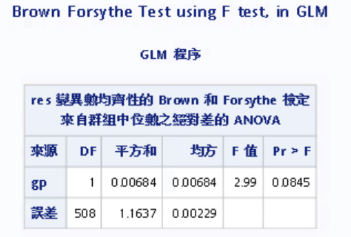 Brown Forsythe Test using F test, in GLM
GLM 程序
res 變異數均齊性的 Brown 和 Forsythe 檢定
來自群組中位數之絕對差的 ANOVA
來源 DF 平方和 均方 F 值 Pr > F
gp 1 0.00684 0.00684 2.99 0.0845
誤差 508 1.1637 0.00229